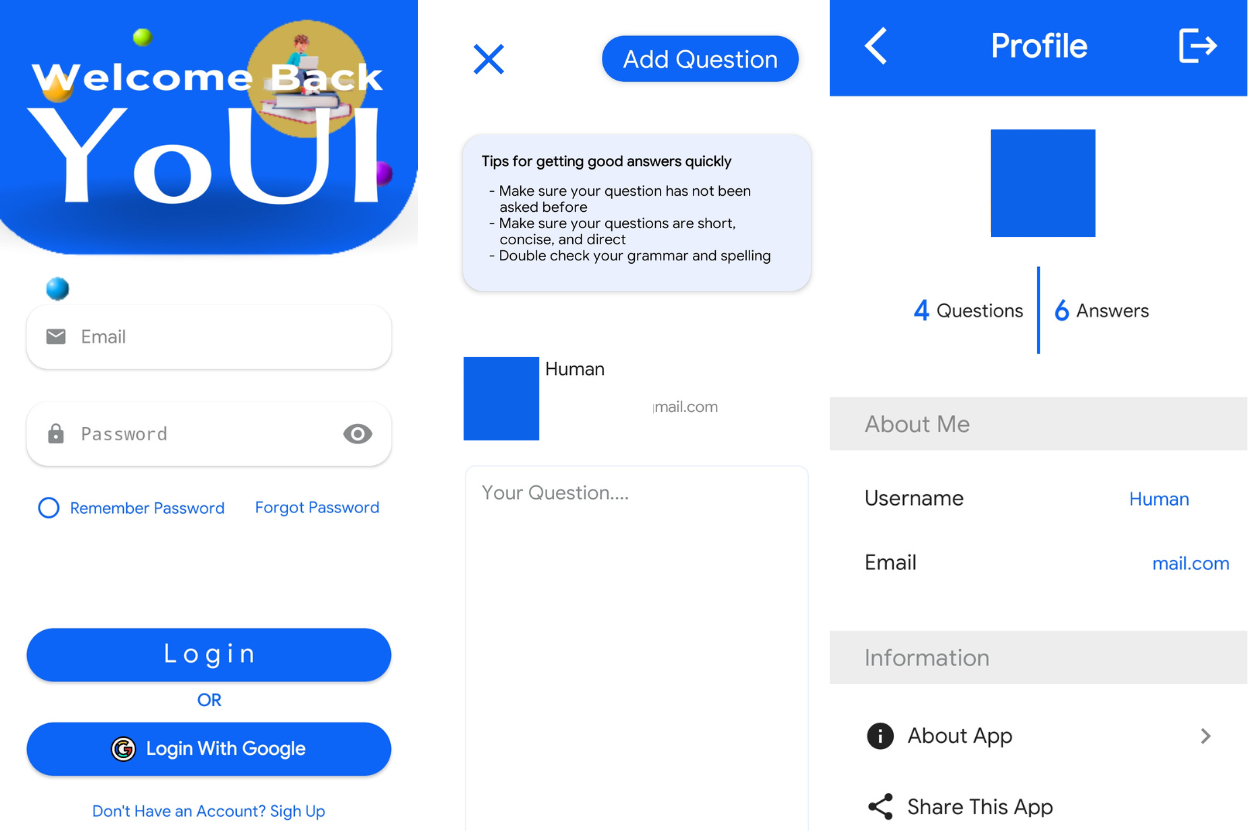 Welcome Back
YoUI
Email
Password
Remember Password
Forgot Password
Login
OR
Login With Google
Don't Have an Account? Sigh Up
Add Question
Tips for getting good answers quickly
- Make sure your question has not been
asked before
- Make sure your questions are short,
concise, and direct
- Double check your grammar and spelling
Human
mail.com
Your Question....
Profile
4 Questions
6 Answers
About Me
Username
Human
Email
mail.com
Information
About App
Share This App